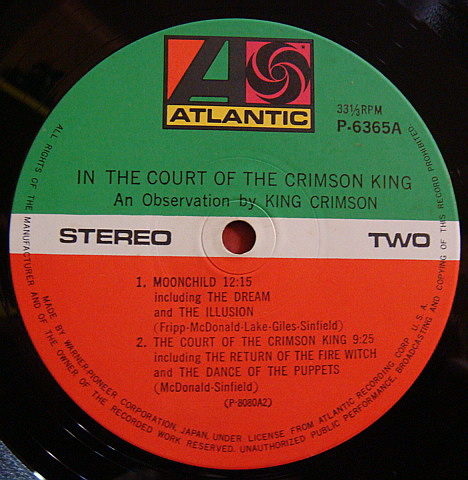 ATLANTIC
33⅓RPM
P-6365A
IN THE COURT OF THE CRIMSON KING
An Observation by KING CRIMSON
STEREO TWO
1. MOONCHILD 12:15
including THE DREAM
and THE ILLUSION
(Fripp-McDonald-Lake-Giles-Sinfield)
2. THE COURT OF THE CRIMSON KING 9:25
including THE RETURN OF THE FIRE WITCH
and THE DANCE OF THE PUPPETS
(McDonald-Sinfield)
(P-8080A2)
MADE BY WARNER-PIONEER CORPORATION, JAPAN, UNDER LICENSE FROM ATLANTIC RECORDING CORP. U.S.A.
ALL RIGHTS OF THE MANUFACTURER AND OF THE OWNER OF THE RECORDED WORK RESERVED. UNAUTHORIZED PUBLIC PERFORMANCE, BROADCASTING AND COPYING OF THIS RECORD PROHIBITED